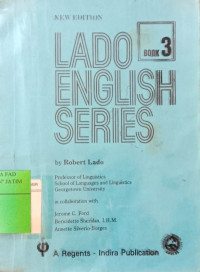 NEW EDITION
LADO
BOOK 3
ENGLISH
SERIES
by Robert Lado
Professor of Linguistics
School of Languages and Linguistics
Georgetown University
in collaboration with
Jerome C. Ford
Bernadette Sheridan, I.H.M.
Annette Silverio-Borges
A Regents - Indira Publication